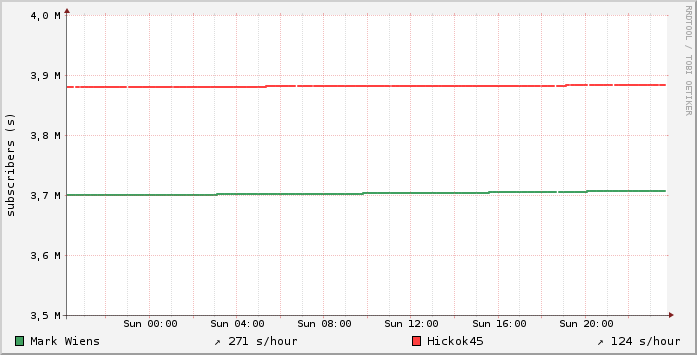 RRDTOOL / TOBI OETIKER
subscribers (s)
4,0 M
3,9 M
3,8 M
3,7 M
3,6 M
3,5 M
Sun 00:00 Sun 04:00 Sun 08:00 Sun 12:00 Sun 16:00 Sun 20:00
Mark Wiens ↗ 271 s/hour Hickok45 ↗ 124 s/hour